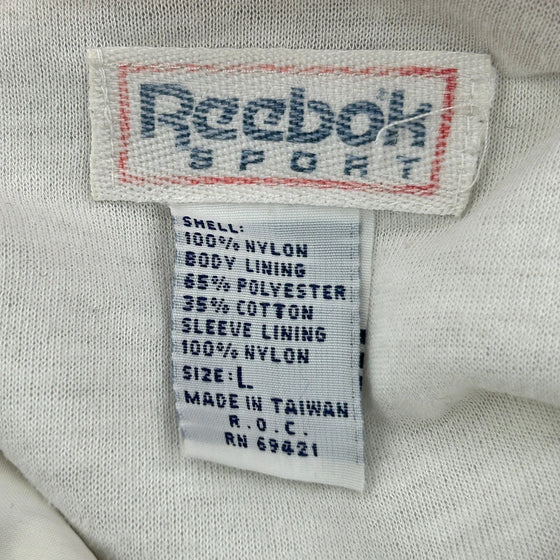 Reebok
SPORT
SHELL:
100% NYLON
BODY LINING
65% POLYESTER
35% COTTON
SLEEVE LINING
100% NYLON
SIZE: L
MADE IN TAIWAN
R.O.C.
RN 69421